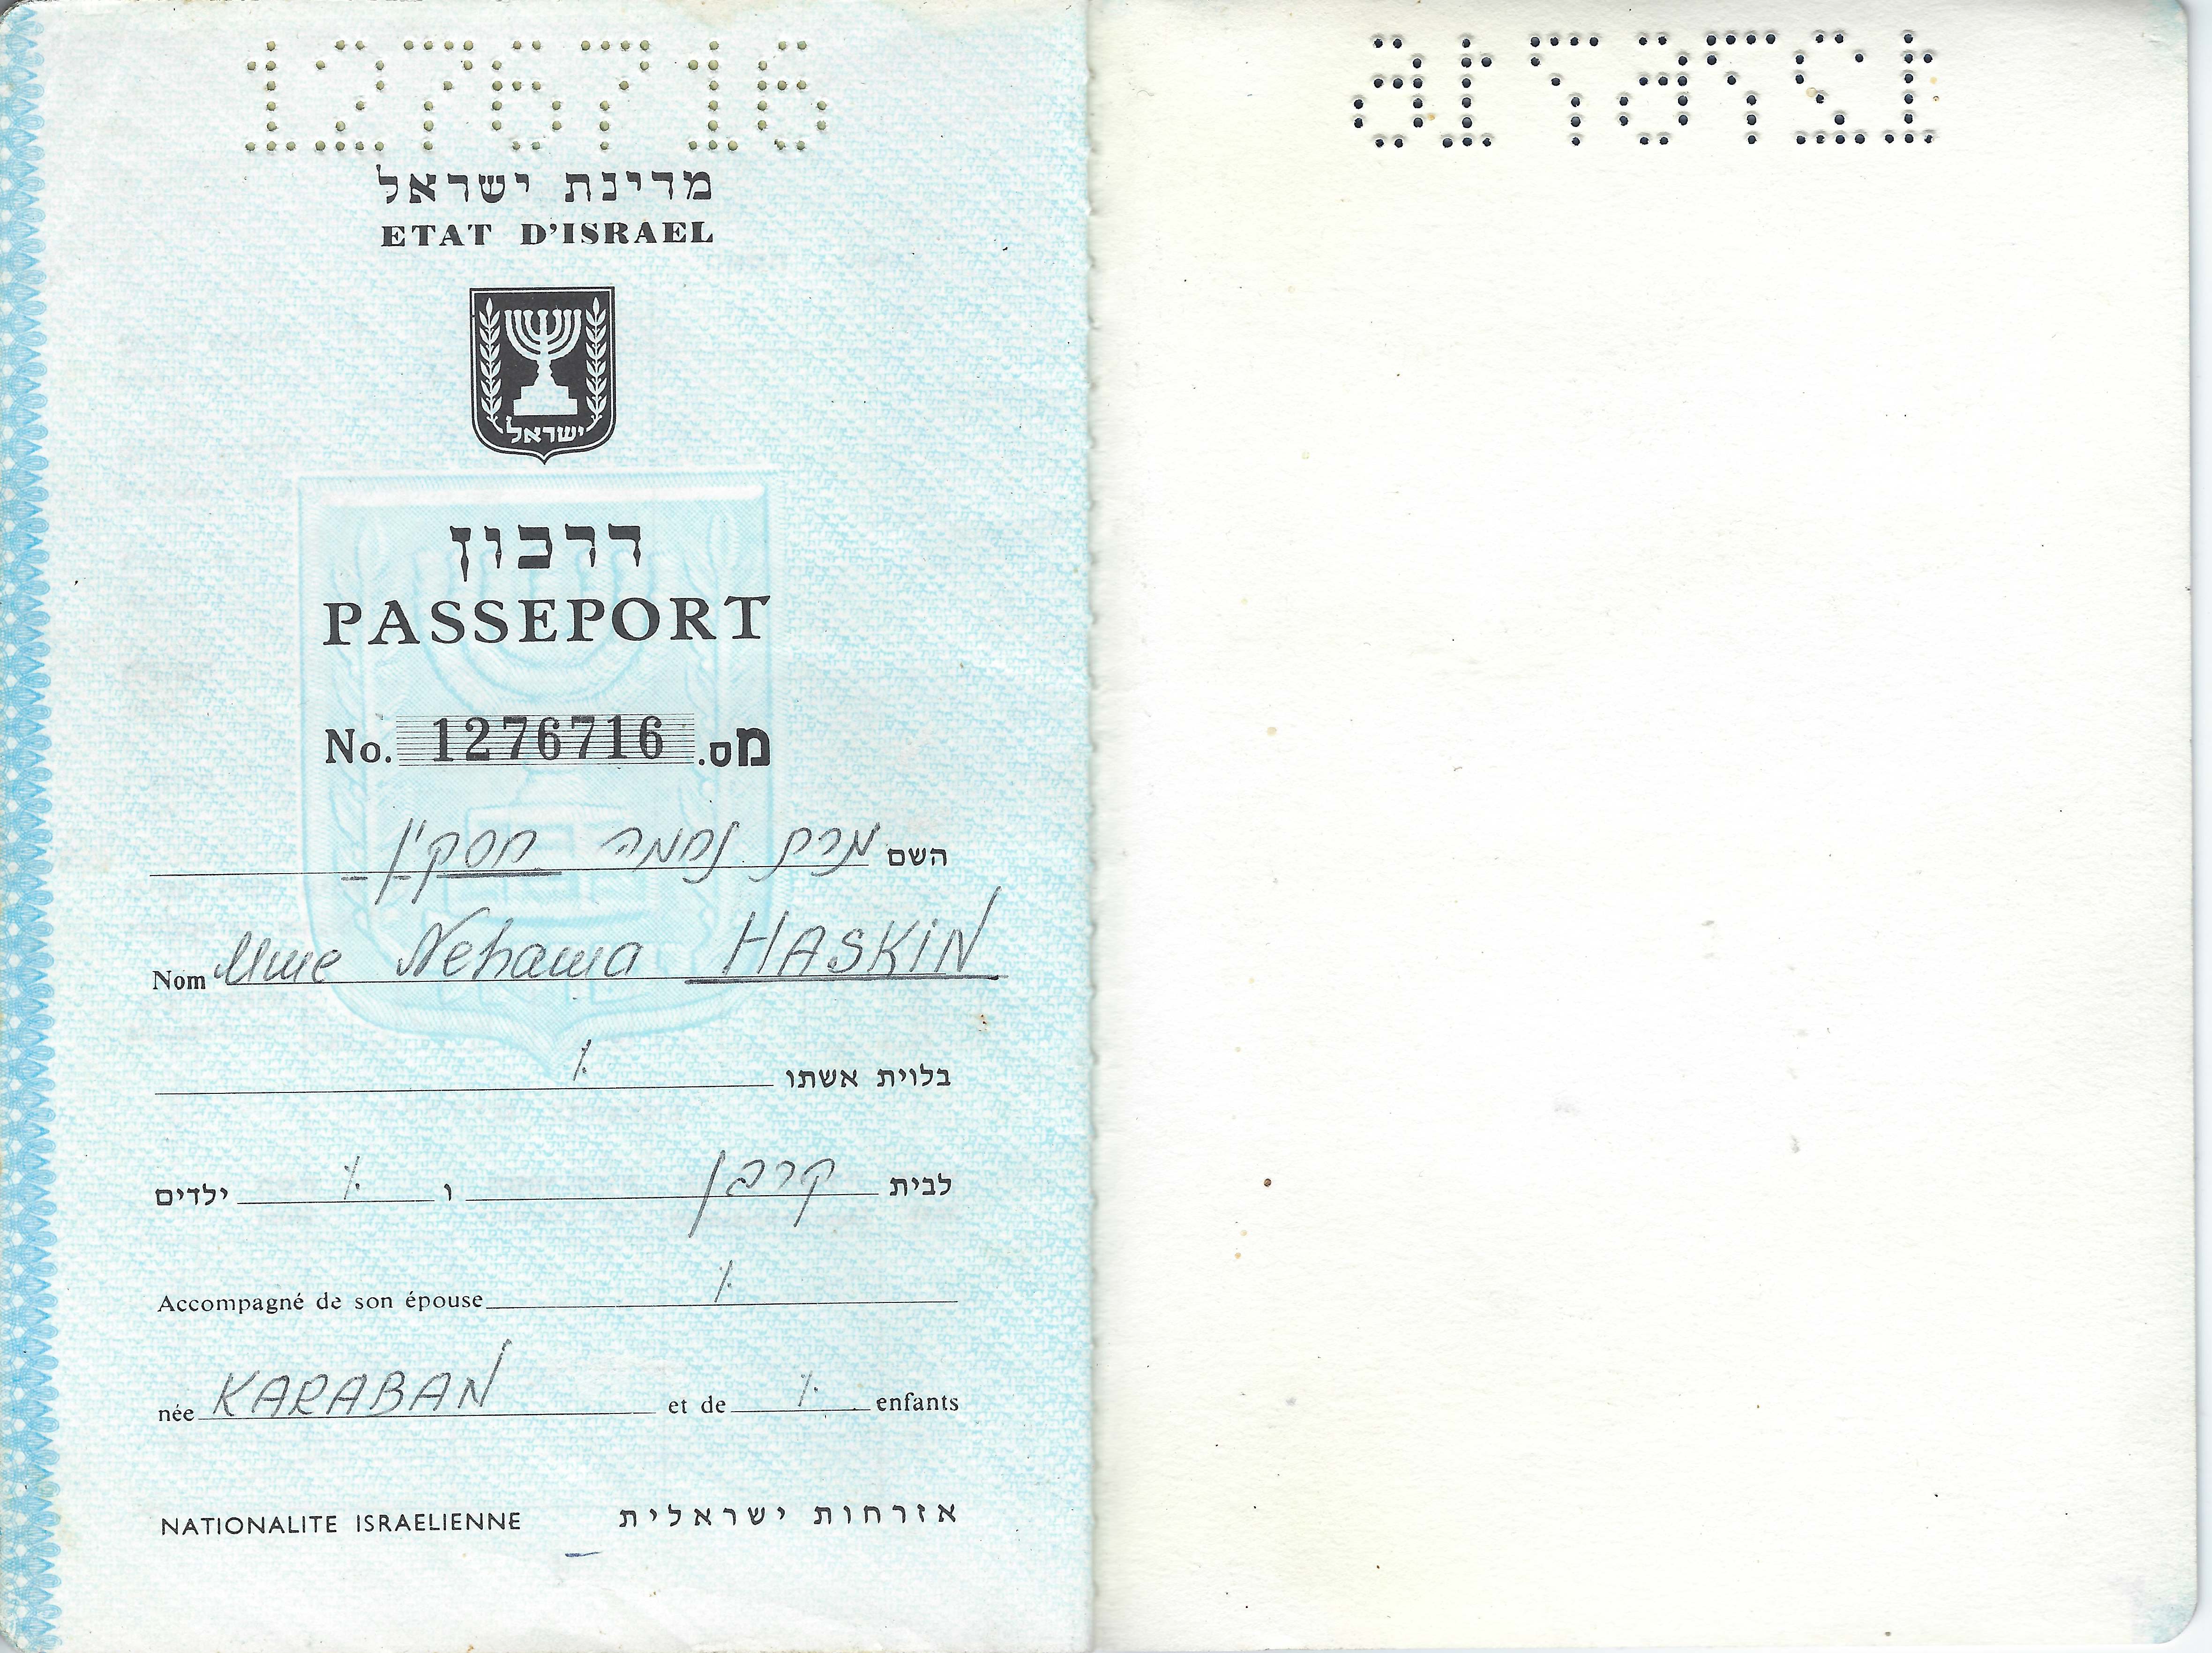 1276716
מדינת ישראל
ETAT D'ISRAEL
ישראל
דרכון
PASSEPORT
No. 1276716 מס.
השם מרת נחמה חסקין
Nom Mme Nehama HASKIN
בלוית אשתו ⁒
לבית קרבן ו ⁒ ילדים
Accompagné de son épouse ⁒
née KARABAN et de ⁒ enfants
NATIONALITE ISRAELIENNE אזרחות ישראלית
1276716